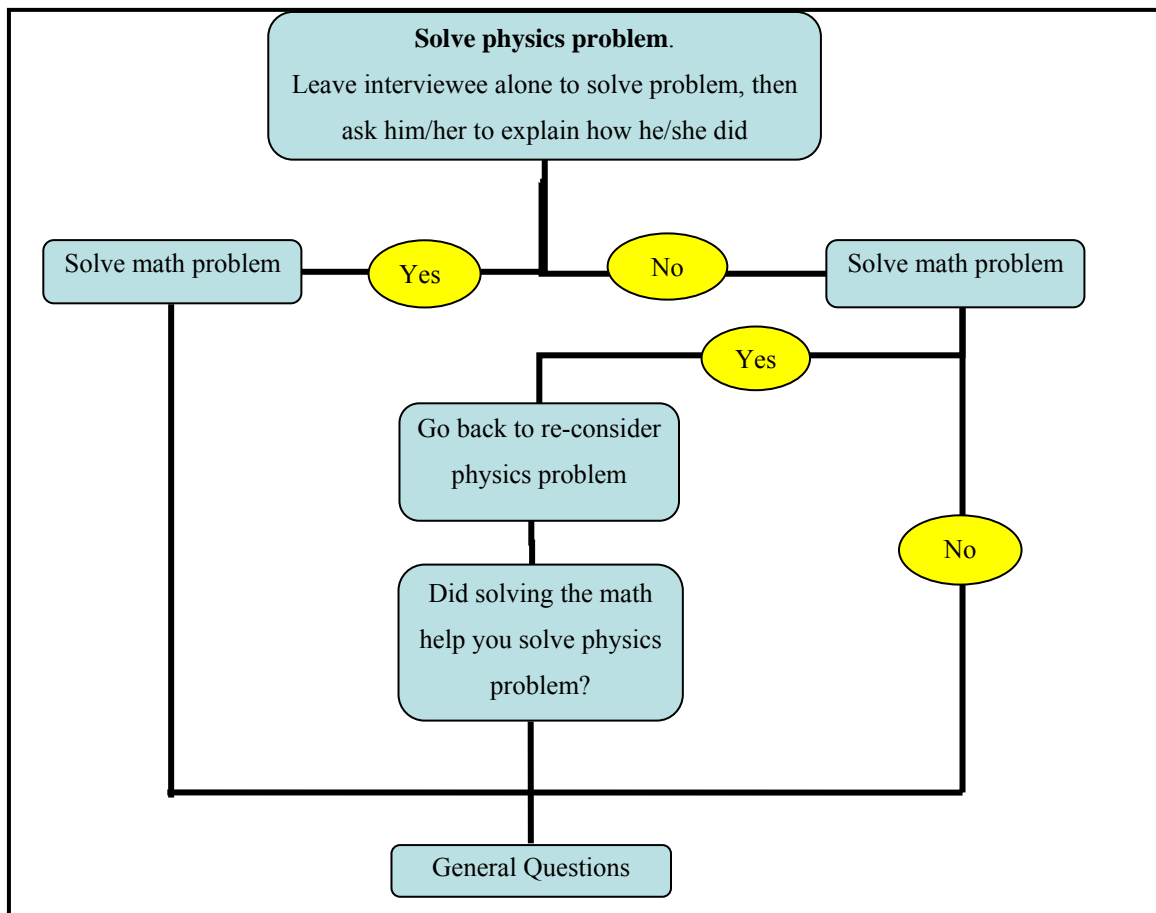 Solve physics problem.
Leave interviewee alone to solve problem, then
ask him/her to explain how he/she did
Solve math problem
Yes
No
Solve math problem
Yes
Go back to re-consider
physics problem
No
Did solving the math
help you solve physics
problem?
General Questions